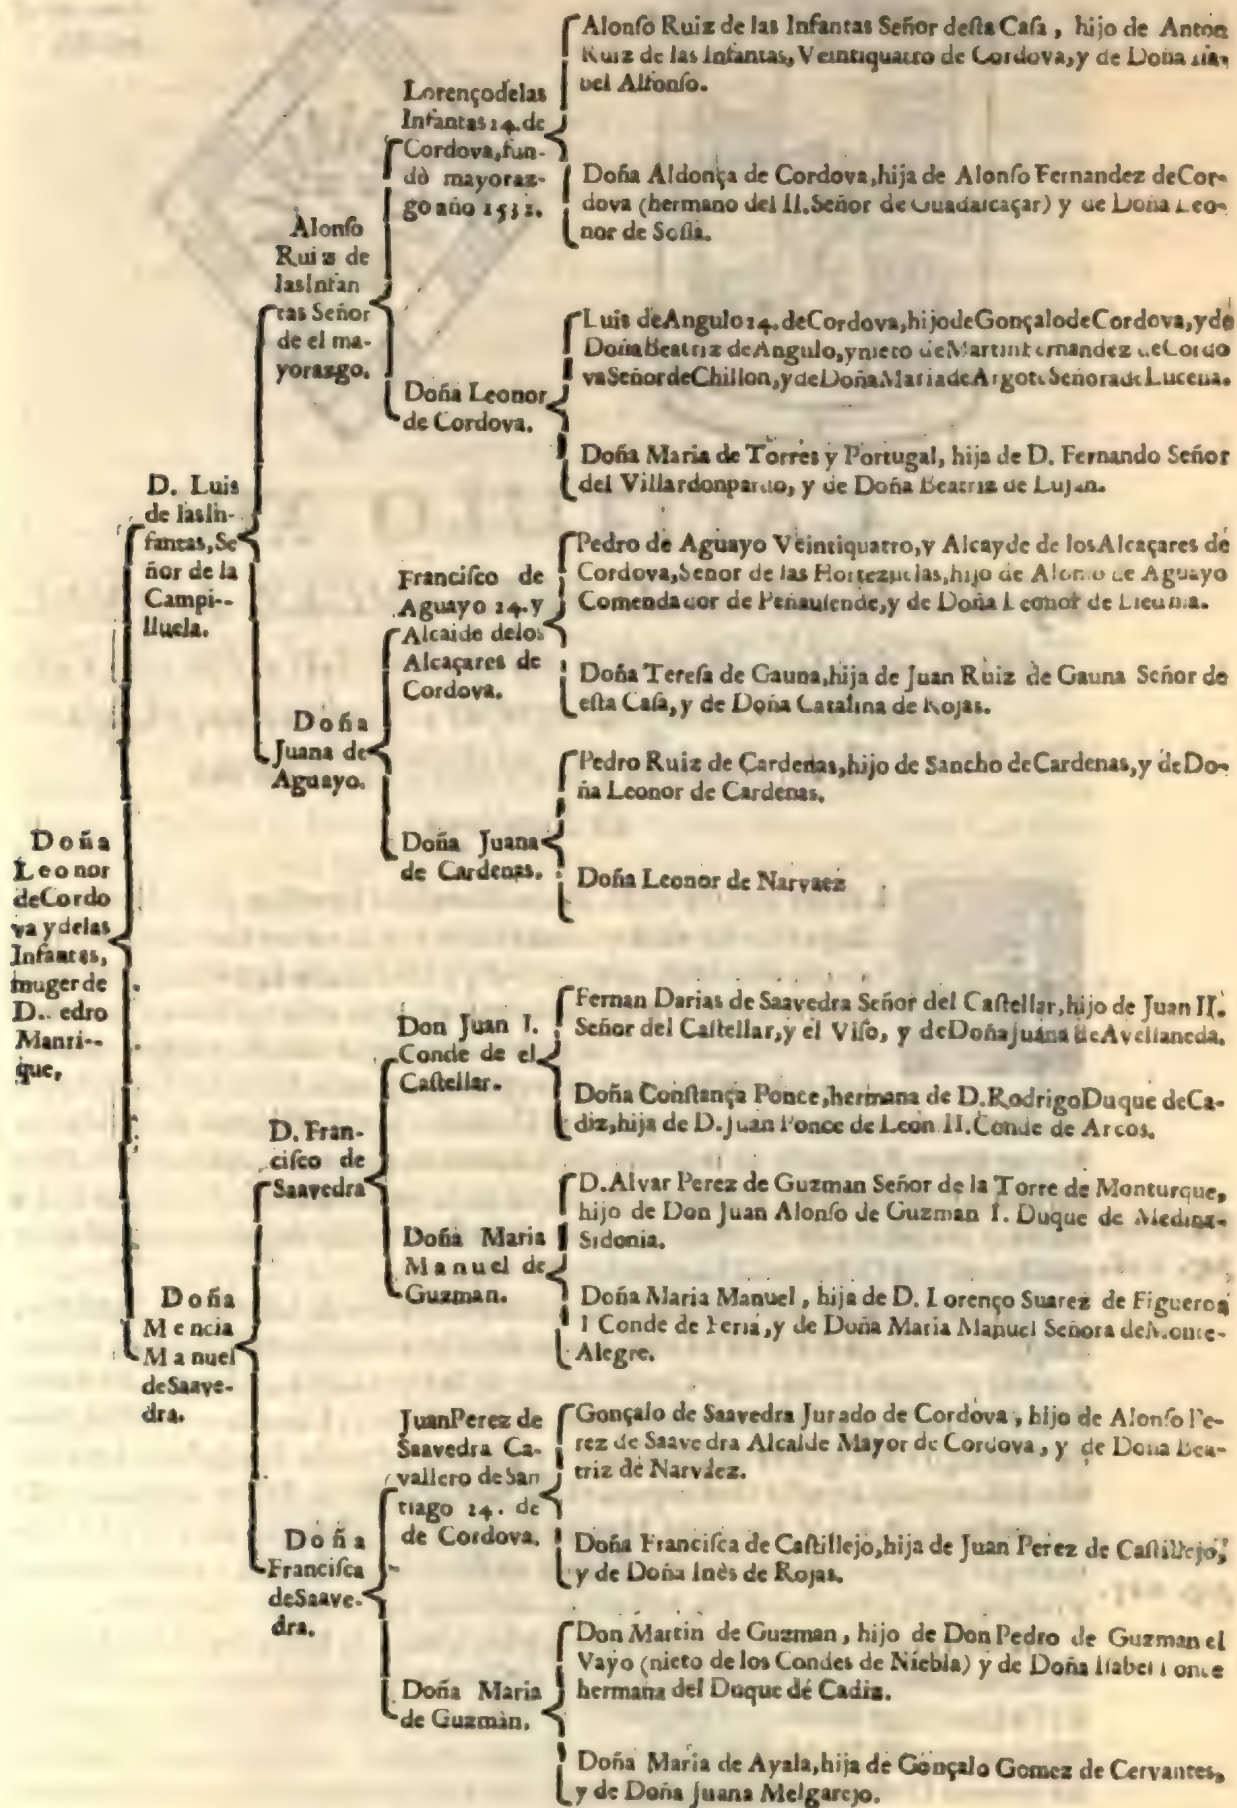 Alonſo Ruiz de las Infantas Señor deſta Caſa, hijo de Anton
Ruiz de las Infantas, Veintiquatro de Cordova, y de Doña
Alfonſo.
Lorenço delas
Infantas 24. de
Cordova, fun-
dò mayoraz-
go año 1532.
Doña Aldonça de Cordova, hija de Alonſo Fernandez de Cor-
dova (hermano del II. Señor de Guadalcaçar) y de Doña Leo-
nor de Soſſa.
Alonſo
Ruiz de
las Infan
tas Señor
de el ma-
yorazgo.
Luis de Angulo 24. de Cordova, hijo de Gonçalo de Cordova, y de
Doña Beatriz de Angulo, y nieto de Martin Fernandez de Cordo
va Señor de Chillon, y de Doña Maria de Argote Señora de Lucena.
Doña Leonor
de Cordova.
Doña Maria de Torres y Portugal, hija de D. Fernando Señor
del Villardonpardo, y de Doña Beatriz de Lujan.
D. Luis
de las In-
fantas, Se
ñor de la
Campi--
lluela.
Pedro de Aguayo Veintiquatro, y Alcayde de los Alcaçares de
Cordova, Señor de las Hortezuelas, hijo de Alonſo de Aguayo
Comendador de Peñauſende, y de Doña Leonor de
Franciſco de
Aguayo 24. y
Alcaide delos
Alcaçares de
Cordova.
Doña Tereſa de Gauna, hija de Juan Ruiz de Gauna Señor de
eſta Caſa, y de Doña Catalina de Rojas.
Doña
Juana de
Aguayo.
Pedro Ruiz de Cardenas, hijo de Sancho de Cardenas, y de Do-
ña Leonor de Cardenas.
Doña Juana
de Cardenas.
Doña Leonor de Narvaez
Doña
Leonor
de Cordo
va y delas
Infantas,
muger de
D. edro
Manri--
que,
Fernan Darias de Saavedra Señor del Caſtellar, hijo de Juan II.
Señor del Caſtellar, y el Viſo, y de Doña Juana de Avellaneda.
Don Juan I.
Conde de el
Caſtellar.
Doña Conſtança Ponce, hermana de D. Rodrigo Duque de Ca-
diz, hija de D. Juan Ponce de Leon II. Conde de Arcos.
D. Fran-
ciſco de
Saavedra
D. Alvar Perez de Guzman Señor de la Torre de Monturque,
hijo de Don Juan Alonſo de Guzman I. Duque de Medina-
Sidonia.
Doña Maria
Manuel de
Guzman.
Doña Maria Manuel, hija de D. Lorenço Suarez de Figueroa
I Conde de Feria, y de Doña Maria Manuel Señora de Monte-
Alegre.
Doña
Mencia
Manuel
de Saave-
dra.
Juan Perez de
Saavedra Ca-
vallero de San
tiago 24. de
de Cordova.
Gonçalo de Saavedra Jurado de Cordova, hijo de Alonſo Pe-
rez de Saavedra Alcalde Mayor de Cordova, y de Doña Bea-
triz de Narvaez.
Doña Franciſca de Caſtillejo, hija de Juan Perez de Caſtillejo,
y de Doña Inès de Rojas.
Doña
Franciſca
de Saave-
dra.
Don Martin de Guzman, hijo de Don Pedro de Guzman el
Vayo (nieto de los Condes de Niebla) y de Doña Iſabel Ponce
hermana del Duque de Cadiz.
Doña Maria
de Guzmàn.
Doña Maria de Ayala, hija de Gonçalo Gomez de Cervantes,
y de Doña Juana Melgarejo.